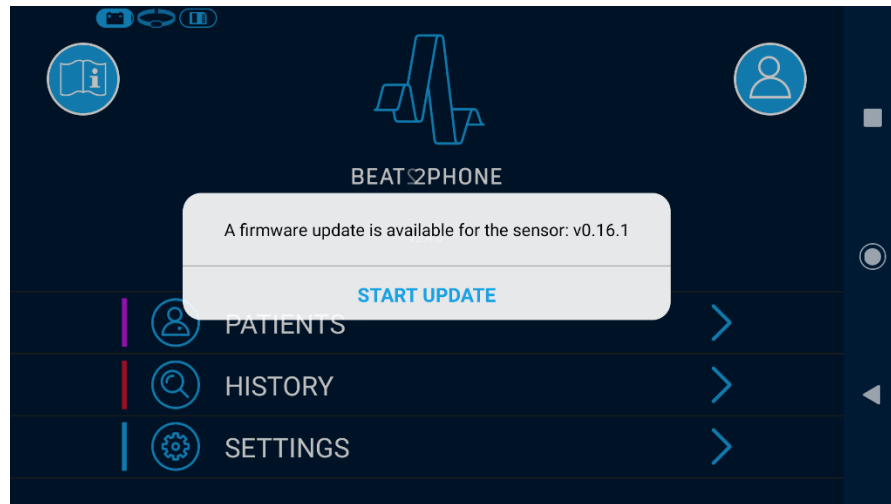 BEAT2PHONE
A firmware update is available for the sensor: v0.16.1
START UPDATE
PATIENTS
HISTORY
SETTINGS